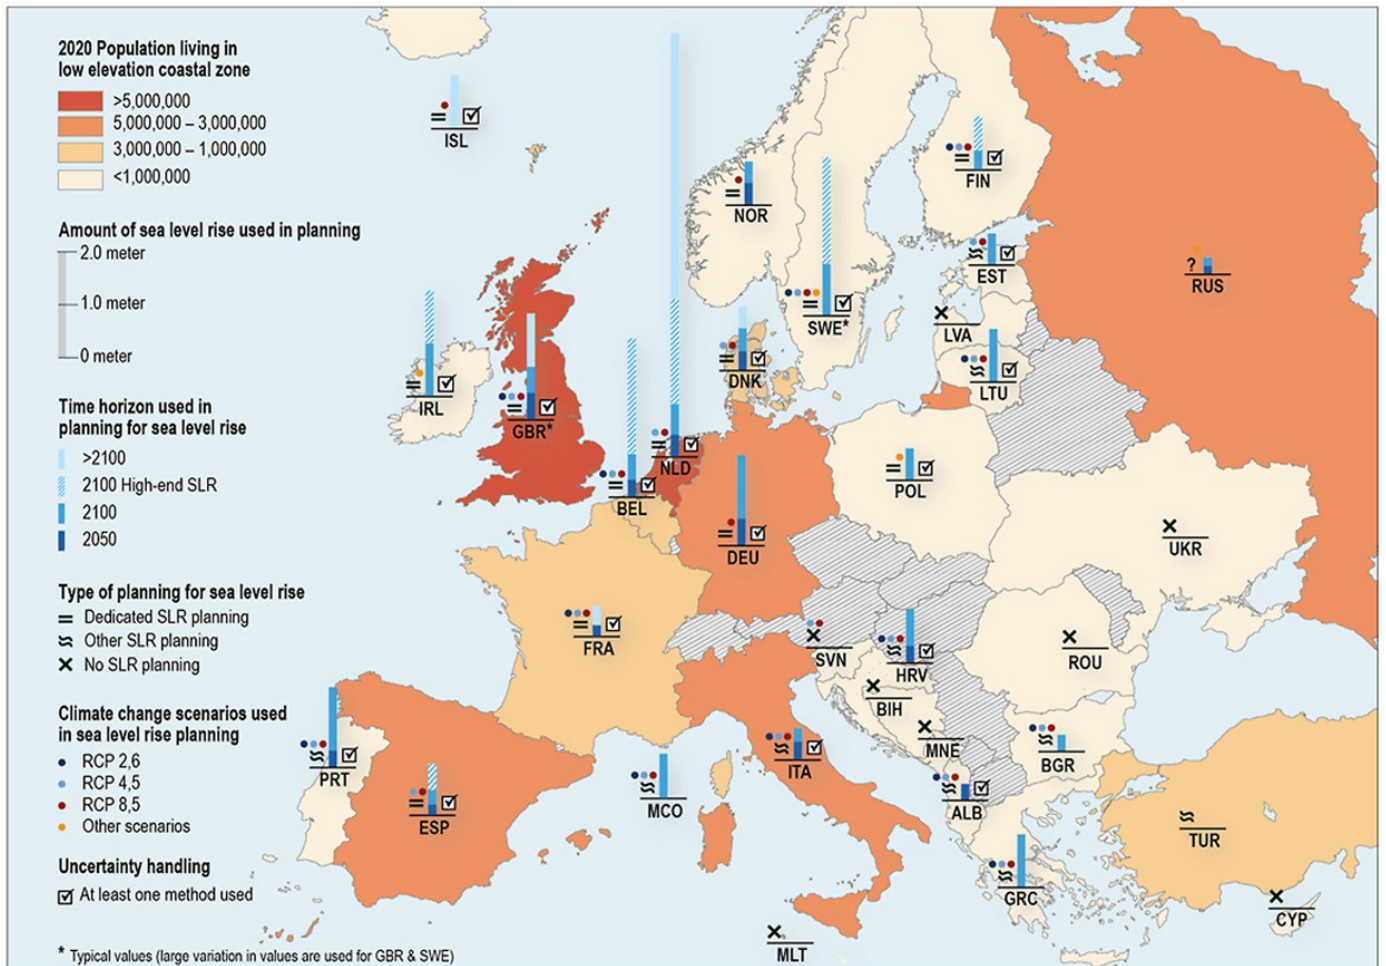 2020 Population living in
low elevation coastal zone
>5,000,000
5,000,000 – 3,000,000
3,000,000 – 1,000,000
<1,000,000
Amount of sea level rise used in planning
2.0 meter
1.0 meter
0 meter
Time horizon used in
planning for sea level rise
>2100
2100 High-end SLR
2100
2050
Type of planning for sea level rise
Dedicated SLR planning
Other SLR planning
No SLR planning
Climate change scenarios used
in sea level rise planning
RCP 2,6
RCP 4,5
RCP 8,5
Other scenarios
Uncertainty handling
At least one method used
* Typical values (large variation in values are used for GBR & SWE)
ISL
FIN
NOR
EST
?
RUS
SWE*
LVA
DNK
LTU
IRL
GBR*
NLD
POL
BEL
DEU
UKR
FRA
SVN
HRV
ROU
BIH
MNE
BGR
PRT
ITA
ESP
MCO
ALB
TUR
GRC
CYP
MLT